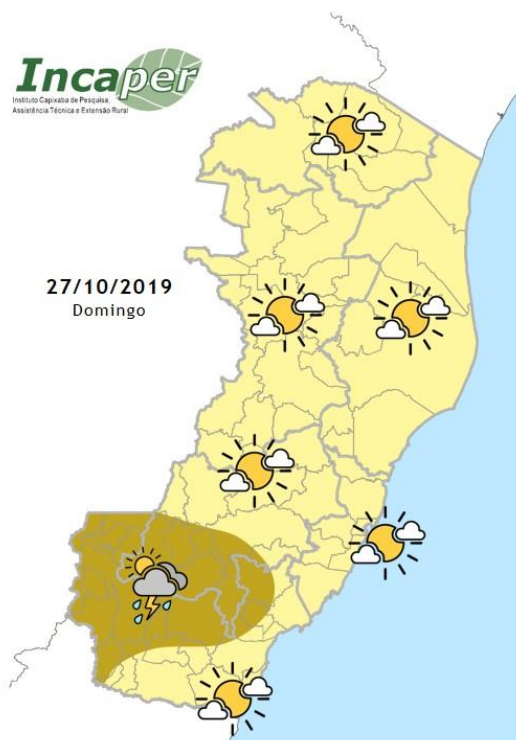 Incaper
Instituto Capixaba de Pesquisa,
Assistência Técnica e Extensão Rural
27/10/2019
Domingo